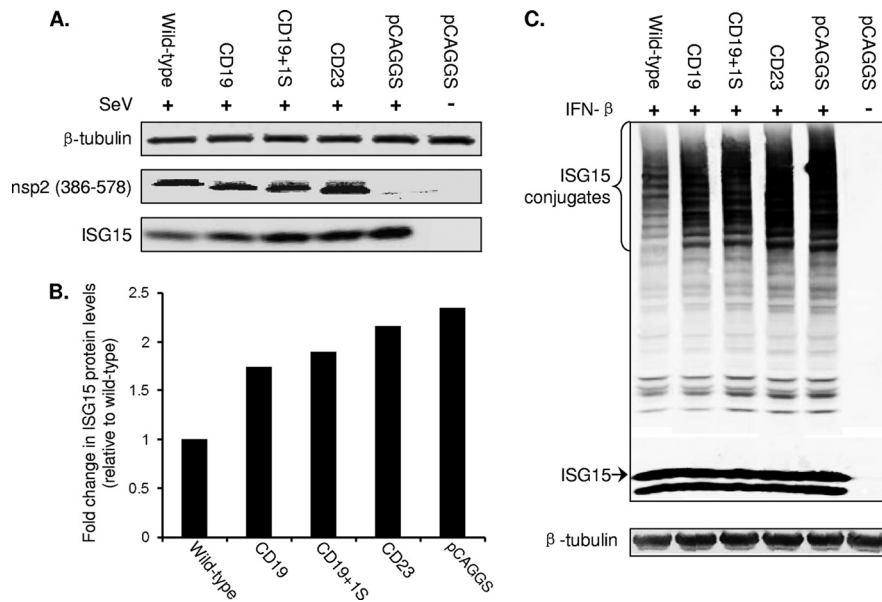 A.
Wild-type
CD19
CD19+1S
CD23
pCAGGS
pCAGGS
SeV + + + + + -
β-tubulin
nsp2 (386-578)
ISG15
B.
Fold change in ISG15 protein levels
(relative to wild-type)
2.5
2
1.5
1
0.5
0
Wild-type
CD19
CD19+1S
CD23
pCAGGS
C.
Wild-type
CD19
CD19+1S
CD23
pCAGGS
pCAGGS
IFN- β + + + + + -
ISG15
conjugates
ISG15
β -tubulin